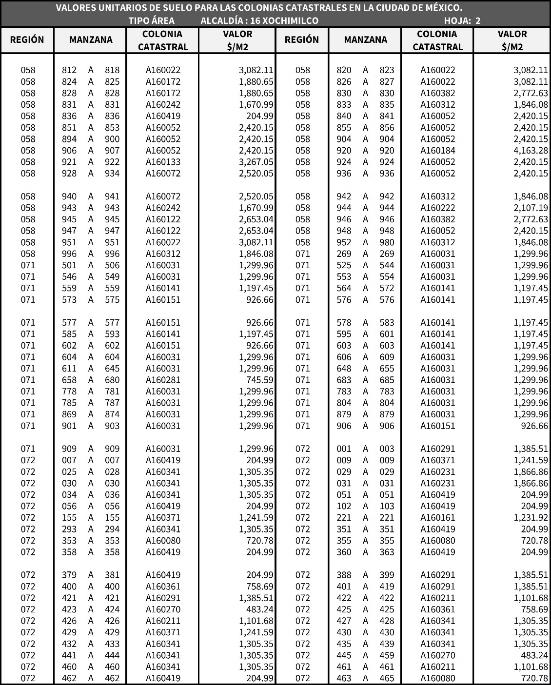 VALORES UNITARIOS DE SUELO PARA LAS COLONIAS CATASTRALES EN LA CIUDAD DE MÉXICO.
TIPO ÁREA ALCALDÍA : 16 XOCHIMILCO HOJA: 2
REGIÓN MANZANA COLONIA CATASTRAL VALOR $/M2 REGIÓN MANZANA COLONIA CATASTRAL VALOR $/M2
058 812 A 818 A160022 3,082.11 058 820 A 823 A160022 3,082.11
058 824 A 825 A160172 1,880.65 058 826 A 827 A160022 3,082.11
058 828 A 828 A160172 1,880.65 058 830 A 830 A160382 2,772.63
058 831 A 831 A160242 1,670.99 058 833 A 835 A160312 1,846.08
058 836 A 836 A160419 204.99 058 840 A 841 A160052 2,420.15
058 851 A 853 A160052 2,420.15 058 855 A 856 A160052 2,420.15
058 894 A 900 A160052 2,420.15 058 904 A 904 A160052 2,420.15
058 906 A 907 A160052 2,420.15 058 920 A 920 A160184 4,163.28
058 921 A 922 A160133 3,267.05 058 924 A 924 A160052 2,420.15
058 928 A 934 A160072 2,520.05 058 936 A 936 A160052 2,420.15
058 940 A 941 A160072 2,520.05 058 942 A 942 A160312 1,846.08
058 943 A 943 A160242 1,670.99 058 944 A 944 A160222 2,107.19
058 945 A 945 A160122 2,653.04 058 946 A 946 A160382 2,772.63
058 947 A 947 A160122 2,653.04 058 948 A 948 A160052 2,420.15
058 951 A 951 A160022 3,082.11 058 952 A 980 A160312 1,846.08
058 996 A 996 A160312 1,846.08 071 269 A 269 A160031 1,299.96
071 501 A 506 A160031 1,299.96 071 525 A 544 A160031 1,299.96
071 546 A 549 A160031 1,299.96 071 553 A 554 A160031 1,299.96
071 559 A 559 A160141 1,197.45 071 564 A 572 A160141 1,197.45
071 573 A 575 A160151 926.66 071 576 A 576 A160141 1,197.45
071 577 A 577 A160151 926.66 071 578 A 583 A160141 1,197.45
071 585 A 593 A160141 1,197.45 071 595 A 601 A160141 1,197.45
071 602 A 602 A160151 926.66 071 603 A 603 A160141 1,197.45
071 604 A 604 A160031 1,299.96 071 606 A 609 A160031 1,299.96
071 611 A 645 A160031 1,299.96 071 648 A 655 A160031 1,299.96
071 658 A 680 A160281 745.59 071 683 A 685 A160031 1,299.96
071 778 A 781 A160031 1,299.96 071 783 A 783 A160031 1,299.96
071 785 A 787 A160031 1,299.96 071 804 A 804 A160031 1,299.96
071 869 A 874 A160031 1,299.96 071 879 A 879 A160031 1,299.96
071 901 A 903 A160031 1,299.96 071 906 A 906 A160151 926.66
071 909 A 909 A160031 1,299.96 072 001 A 003 A160291 1,385.51
072 007 A 007 A160419 204.99 072 009 A 009 A160371 1,241.59
072 025 A 028 A160341 1,305.35 072 029 A 029 A160231 1,866.86
072 030 A 030 A160341 1,305.35 072 031 A 031 A160231 1,866.86
072 034 A 036 A160341 1,305.35 072 051 A 051 A160419 204.99
072 056 A 056 A160419 204.99 072 102 A 103 A160419 204.99
072 155 A 155 A160371 1,241.59 072 221 A 221 A160161 1,231.92
072 293 A 294 A160341 1,305.35 072 351 A 351 A160419 204.99
072 353 A 353 A160080 720.78 072 355 A 355 A160080 720.78
072 358 A 358 A160419 204.99 072 360 A 363 A160419 204.99
072 379 A 381 A160419 204.99 072 388 A 399 A160291 1,385.51
072 400 A 400 A160361 758.69 072 401 A 419 A160291 1,385.51
072 421 A 421 A160291 1,385.51 072 422 A 422 A160211 1,101.68
072 423 A 424 A160270 483.24 072 425 A 425 A160361 758.69
072 426 A 426 A160211 1,101.68 072 427 A 428 A160341 1,305.35
072 429 A 429 A160371 1,241.59 072 430 A 430 A160341 1,305.35
072 432 A 433 A160341 1,305.35 072 435 A 439 A160341 1,305.35
072 441 A 444 A160341 1,305.35 072 445 A 459 A160270 483.24
072 460 A 460 A160341 1,305.35 072 461 A 461 A160211 1,101.68
072 462 A 462 A160419 204.99 072 463 A 465 A160080 720.78